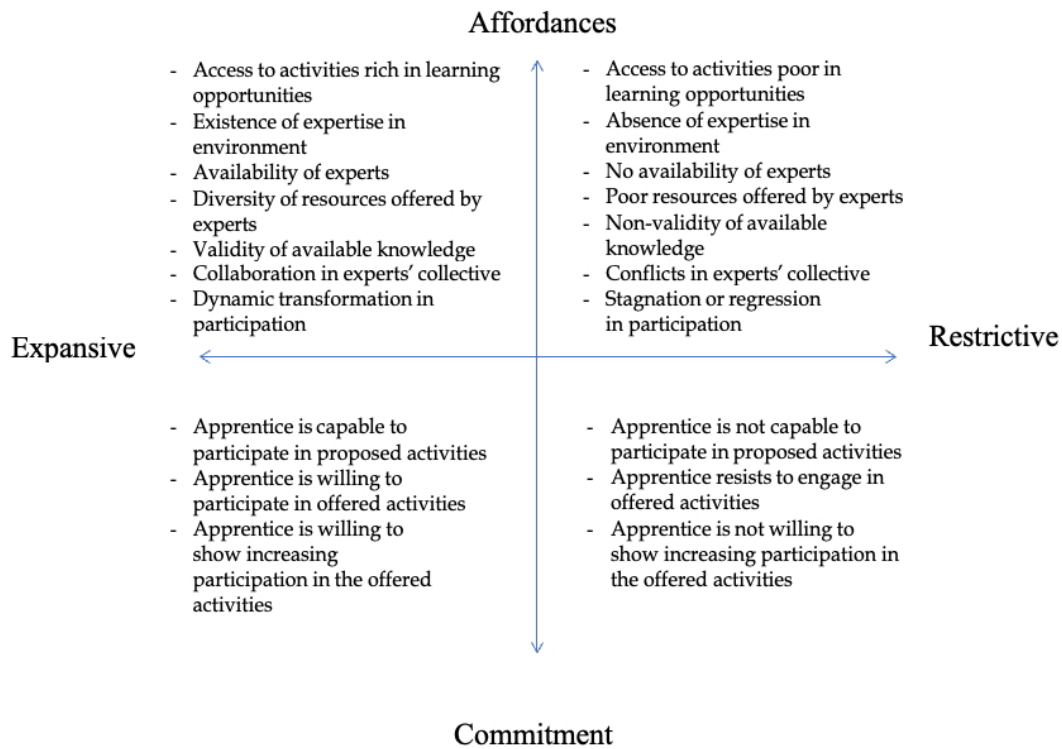 Affordances
- Access to activities rich in learning
opportunities
- Existence of expertise in
environment
- Availability of experts
- Diversity of resources offered by
experts
- Validity of available knowledge
- Collaboration in experts' collective
- Dynamic transformation in
participation
- Access to activities poor in
learning opportunities
- Absence of expertise in
environment
- No availability of experts
- Poor resources offered by experts
- Non-validity of available
knowledge
- Conflicts in experts' collective
- Stagnation or regression
in participation
Expansive
Restrictive
- Apprentice is capable to
participate in proposed activities
- Apprentice is willing to
participate in offered activities
- Apprentice is willing to
show increasing
participation in the offered
activities
- Apprentice is not capable to
participate in proposed activities
- Apprentice resists to engage in
offered activities
- Apprentice is not willing to
show increasing participation in
the offered activities
Commitment